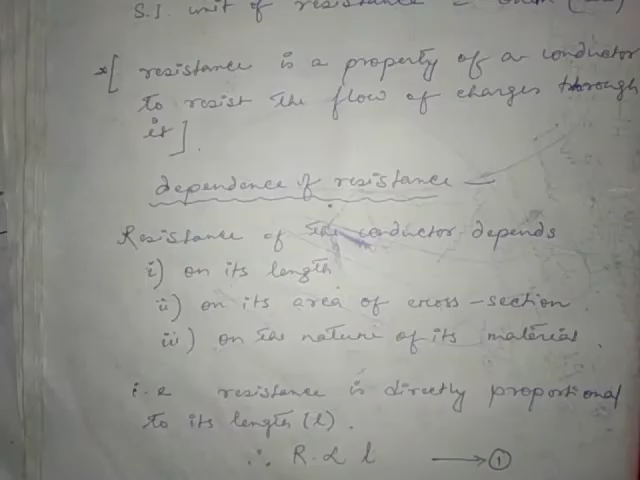 S.I. unit of resistance = ohm (Ω)
*[ resistance is a property of a conductor
to resist the flow of charges through
it ].
dependence of resistance —
Resistance of the conductor depends
i) on its length
ii) on its area of cross-section
iii) on the nature of its material.
i.e resistance is directly proportional
to its length (l).
∴ R α l → ①